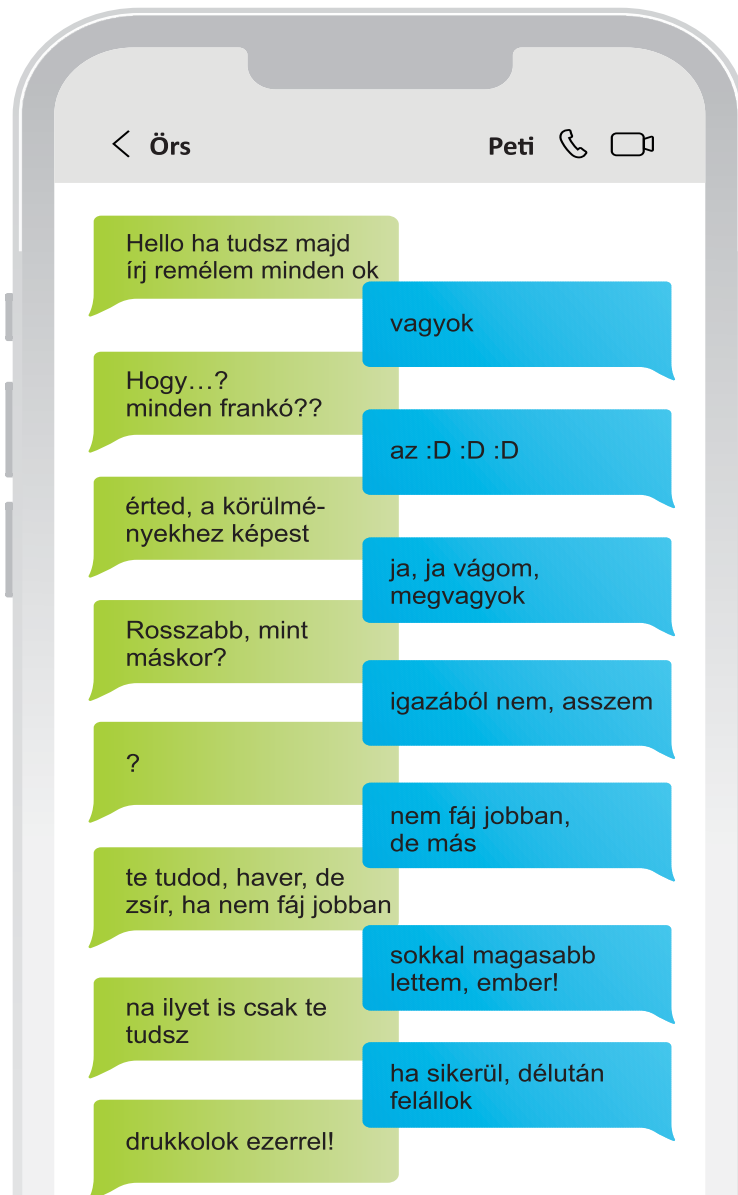 Örs Peti
Hello ha tudsz majd
írj remélem minden ok
vagyok
Hogy…?
minden frankó??
az :D :D :D
érted, a körülmé-
nyekhez képest
ja, ja vágom,
megvagyok
Rosszabb, mint
máskor?
igazából nem, asszem
?
nem fáj jobban,
de más
te tudod, haver, de
zsír, ha nem fáj jobban
sokkal magasabb
lettem, ember!
na ilyet is csak te
tudsz
ha sikerül, délután
felállok
drukkolok ezerrel!